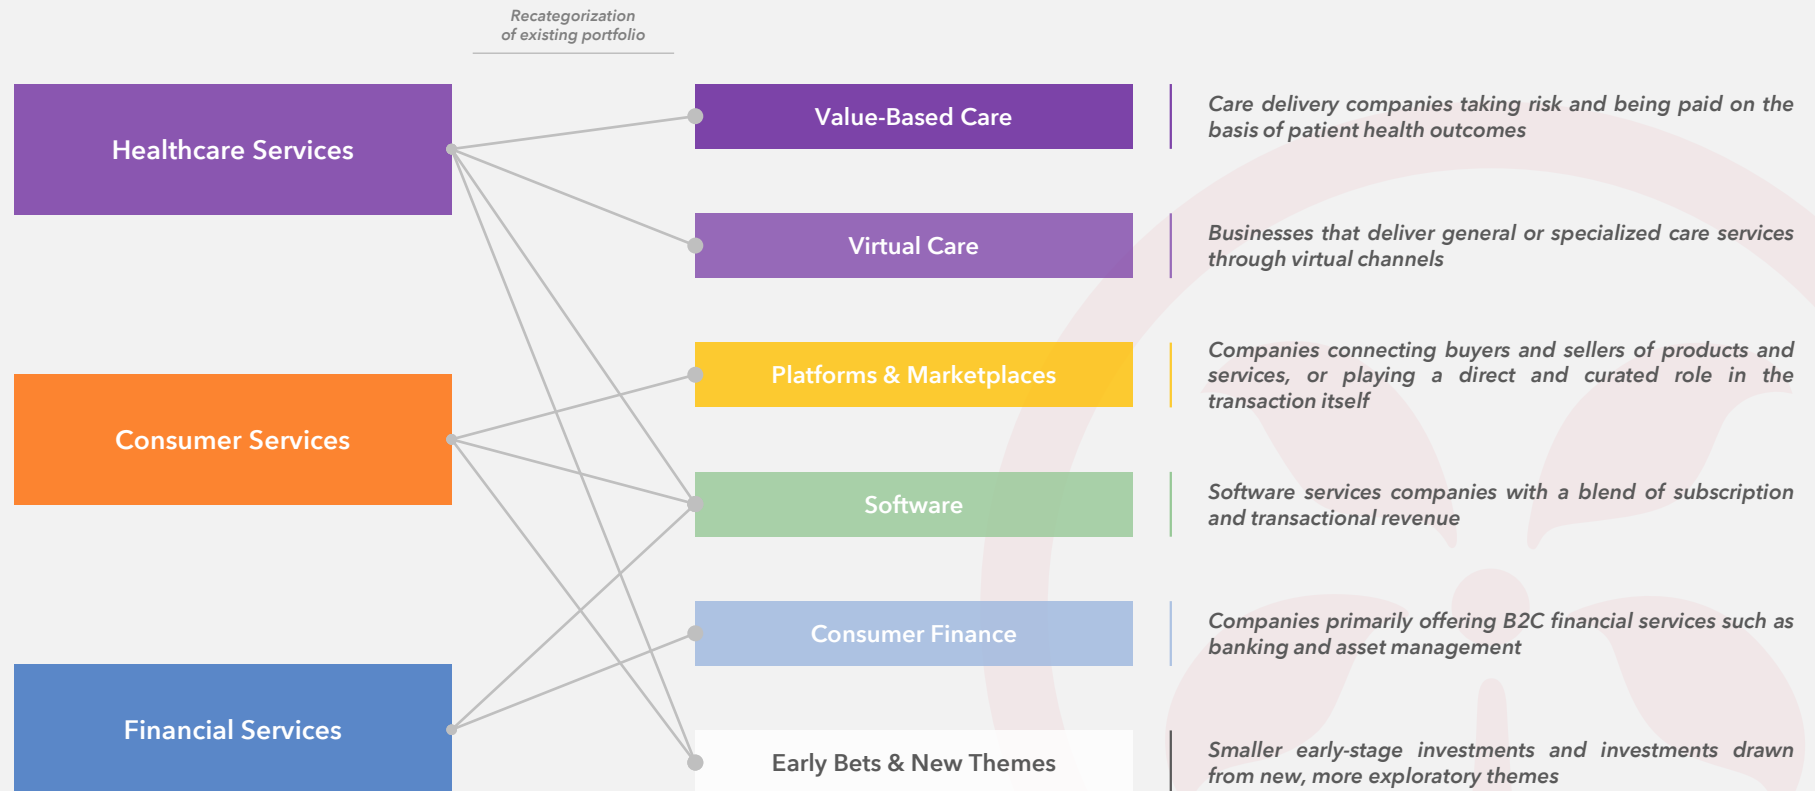 Recategorization
of existing portfolio
Healthcare Services
Value-Based Care
Care delivery companies taking risk and being paid on the
basis of patient health outcomes
Virtual Care
Businesses that deliver general or specialized care services
through virtual channels
Consumer Services
Platforms & Marketplaces
Companies connecting buyers and sellers of products and
services, or playing a direct and curated role in the
transaction itself
Software
Software services companies with a blend of subscription
and transactional revenue
Financial Services
Consumer Finance
Companies primarily offering B2C financial services such as
banking and asset management
Early Bets & New Themes
Smaller early-stage investments and investments drawn
from new, more exploratory themes